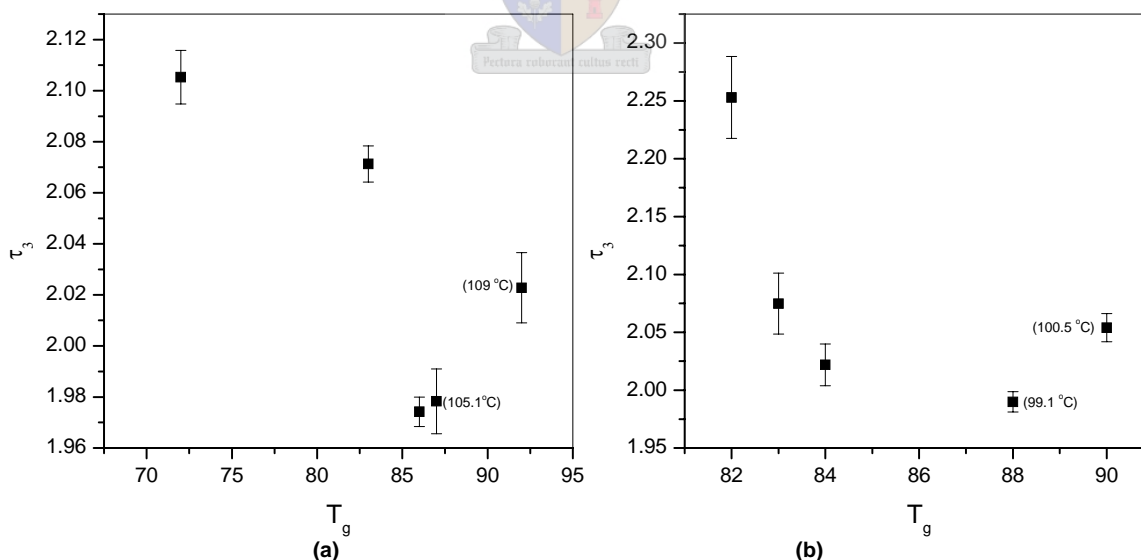 Pectora roborant cultus recti
2.12
2.10
2.08
2.06
2.04
2.02
2.00
1.98
1.96
τ3
(109 °C)
(105.1°C)
70 75 80 85 90 95
Tg
(a)
2.30
2.25
2.20
2.15
2.10
2.05
2.00
1.95
τ3
(100.5 °C)
(99.1 °C)
82 84 86 88 90
Tg
(b)